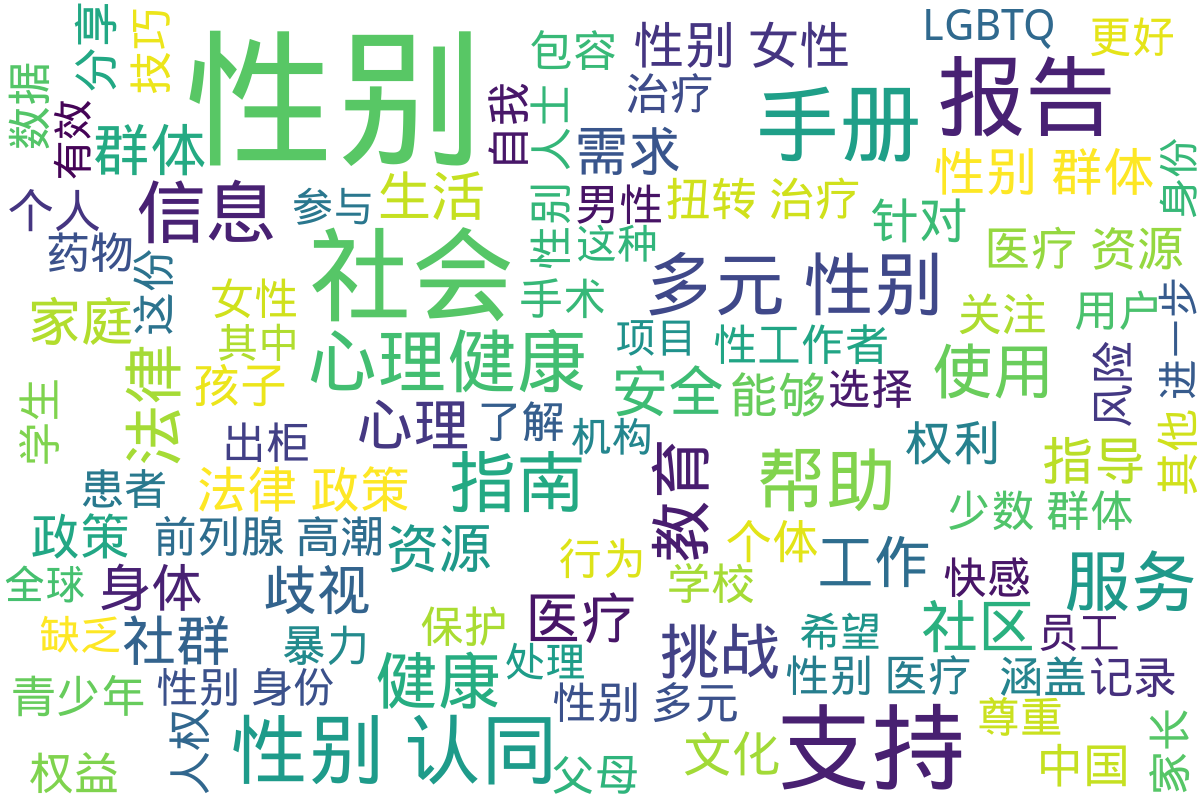 性别
报告
手册
LGBTQ
更好
性别 女性
包容
技巧
分享
数据
有效
群体
自我
人士
治疗
需求
性别 群体
身份
个人
信息
参与
生活
性别
男性
扭转 治疗
针对
药物
这份
社会
这种
多元 性别
医疗 资源
家庭
女性
手术
关注
用户
进一步
其中
心理健康
项目
性工作者
使用
风险
法律
孩子
安全
能够
选择
学生
出柜
心理
了解
机构
权利
其他
患者
法律 政策
指南
教育
帮助
指导
少数 群体
政策
前列腺 高潮
资源
行为
个体
工作
全球
身体
歧视
学校
快感
服务
缺乏
社群
暴力
保护
医疗
挑战
希望
社区
员工
青少年
性别 身份
健康
处理
性别 多元
性别 医疗
涵盖
记录
人权
性别 认同
父母
文化
支持
尊重
中国
家长
权益